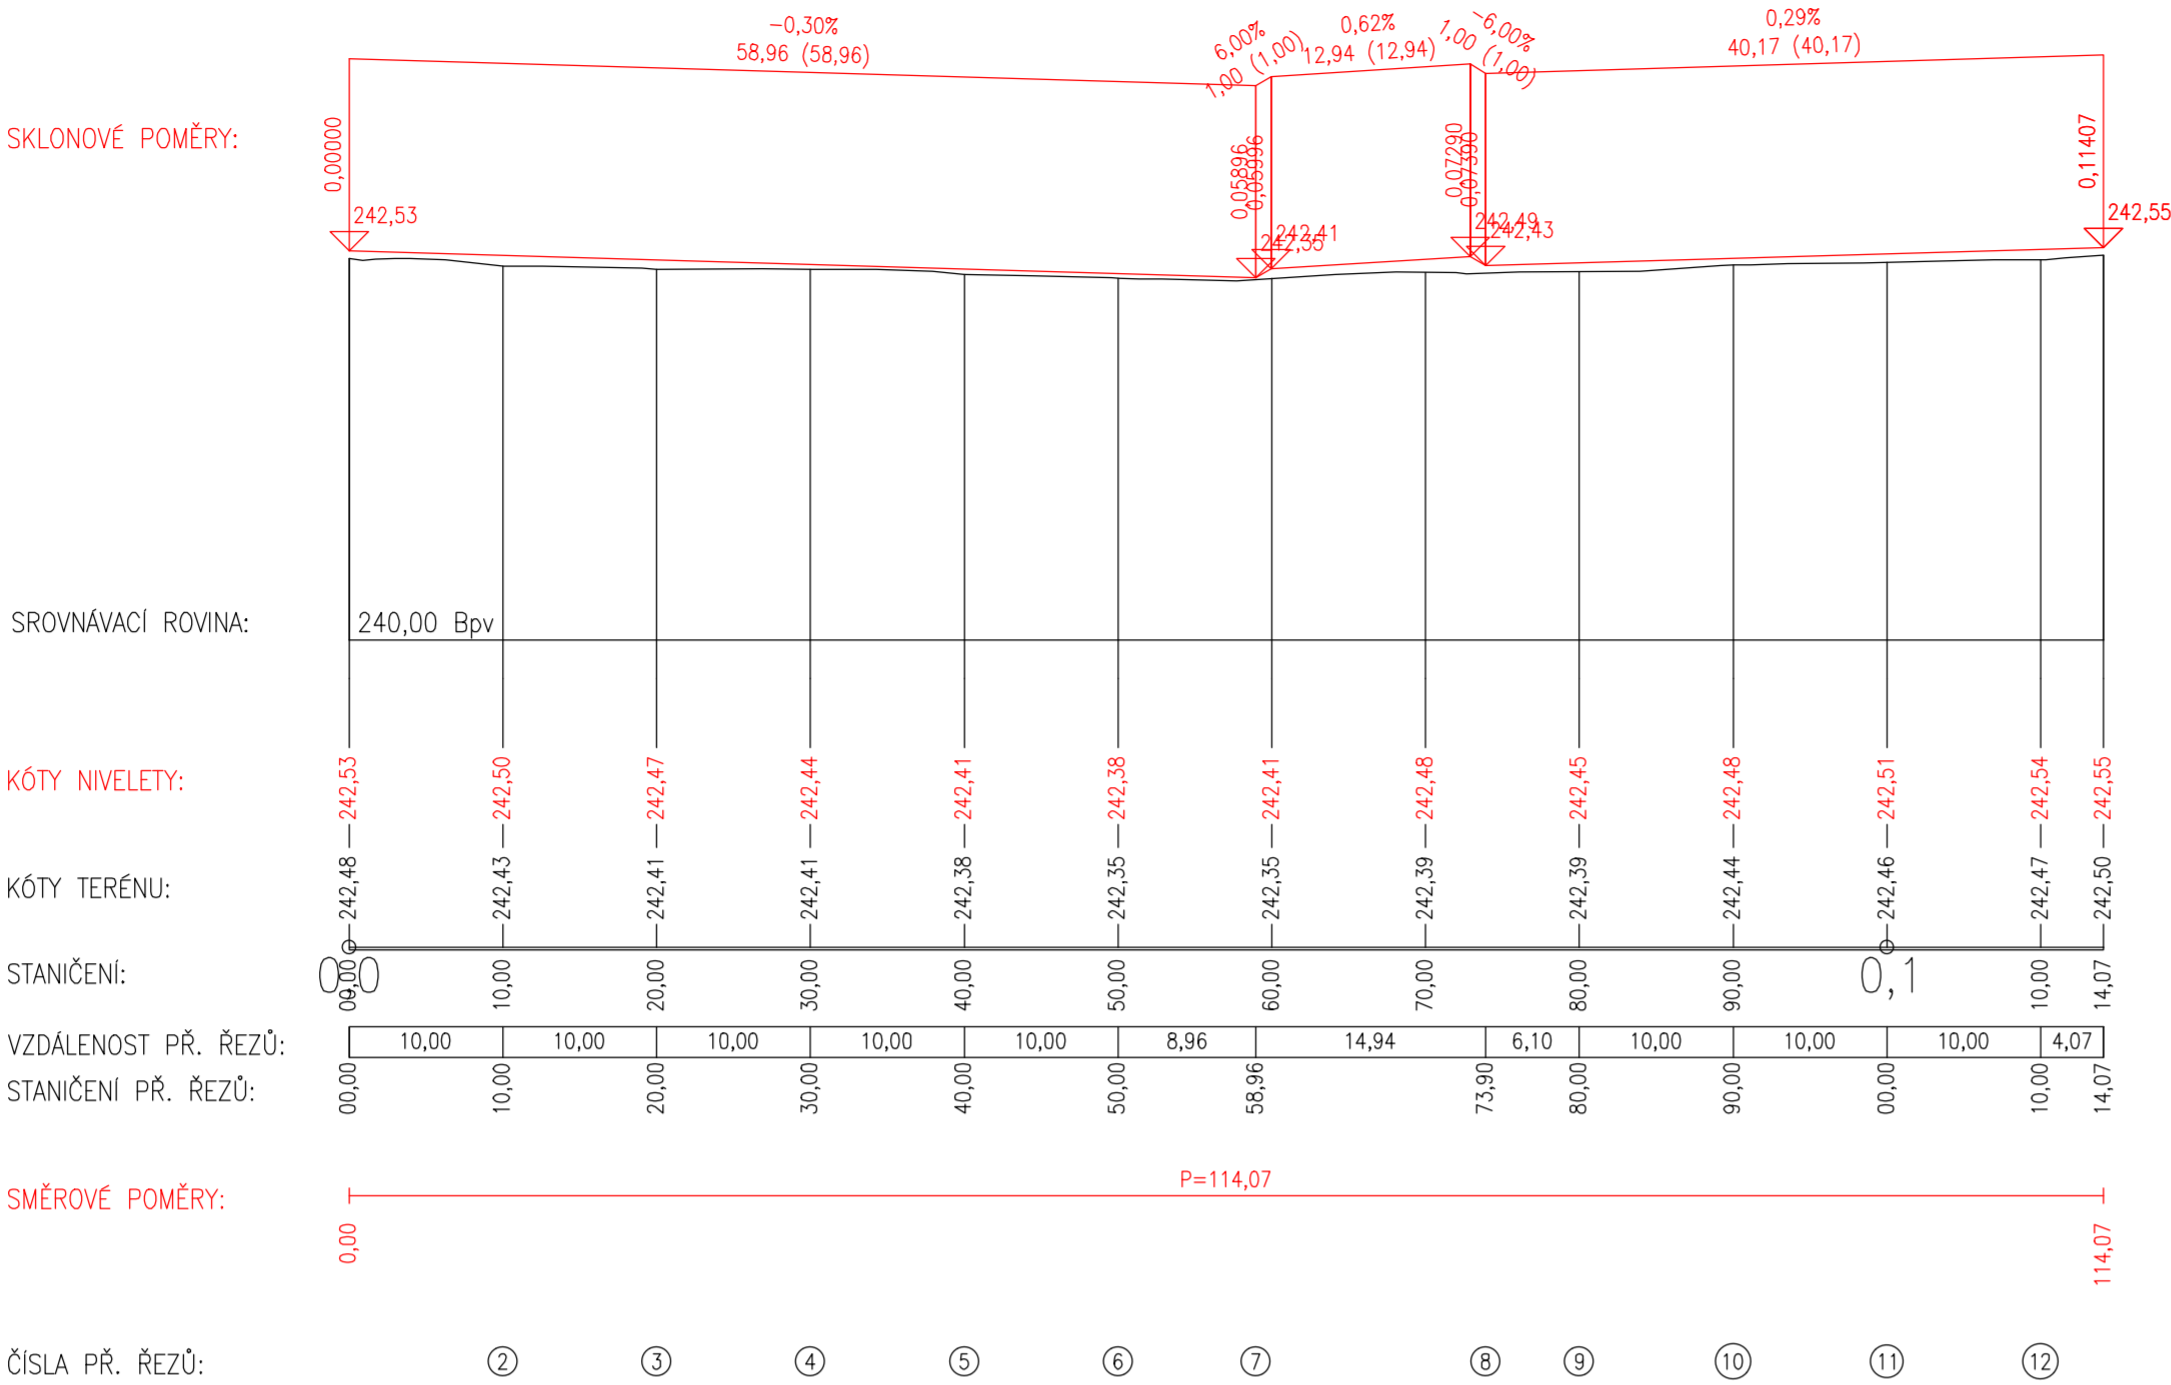 -0,30%
58,96 (58,96)
6,00%
1,00 (1,00)
0,62%
12,94 (12,94)
-6,00%
1,00 (1,00)
0,29%
40,17 (40,17)
SKLONOVÉ POMĚRY:
0,00000
0,05896
0,05996
0,07290
0,07390
0,11407
242,53
242,35
242,41
242,49
242,43
242,55
SROVNÁVACÍ ROVINA:
240,00 Bpv
KÓTY NIVELETY:
242,53 242,50 242,47 242,44 242,41 242,38 242,41 242,48 242,45 242,48 242,51 242,54 242,55
KÓTY TERÉNU:
242,48 242,43 242,41 242,41 242,38 242,35 242,35 242,39 242,39 242,44 242,46 242,47 242,50
STANIČENÍ:
0,0 00,00 10,00 20,00 30,00 40,00 50,00 60,00 70,00 80,00 90,00 0,1 10,00 14,07
VZDÁLENOST PŘ. ŘEZŮ:
10,00 10,00 10,00 10,00 10,00 8,96 14,94 6,10 10,00 10,00 10,00 4,07
STANIČENÍ PŘ. ŘEZŮ:
00,00 10,00 20,00 30,00 40,00 50,00 58,96 73,90 80,00 90,00 00,00 10,00 14,07
SMĚROVÉ POMĚRY:
P=114,07
0,00
114,07
ČÍSLA PŘ. ŘEZŮ:
2 3 4 5 6 7 8 9 10 11 12